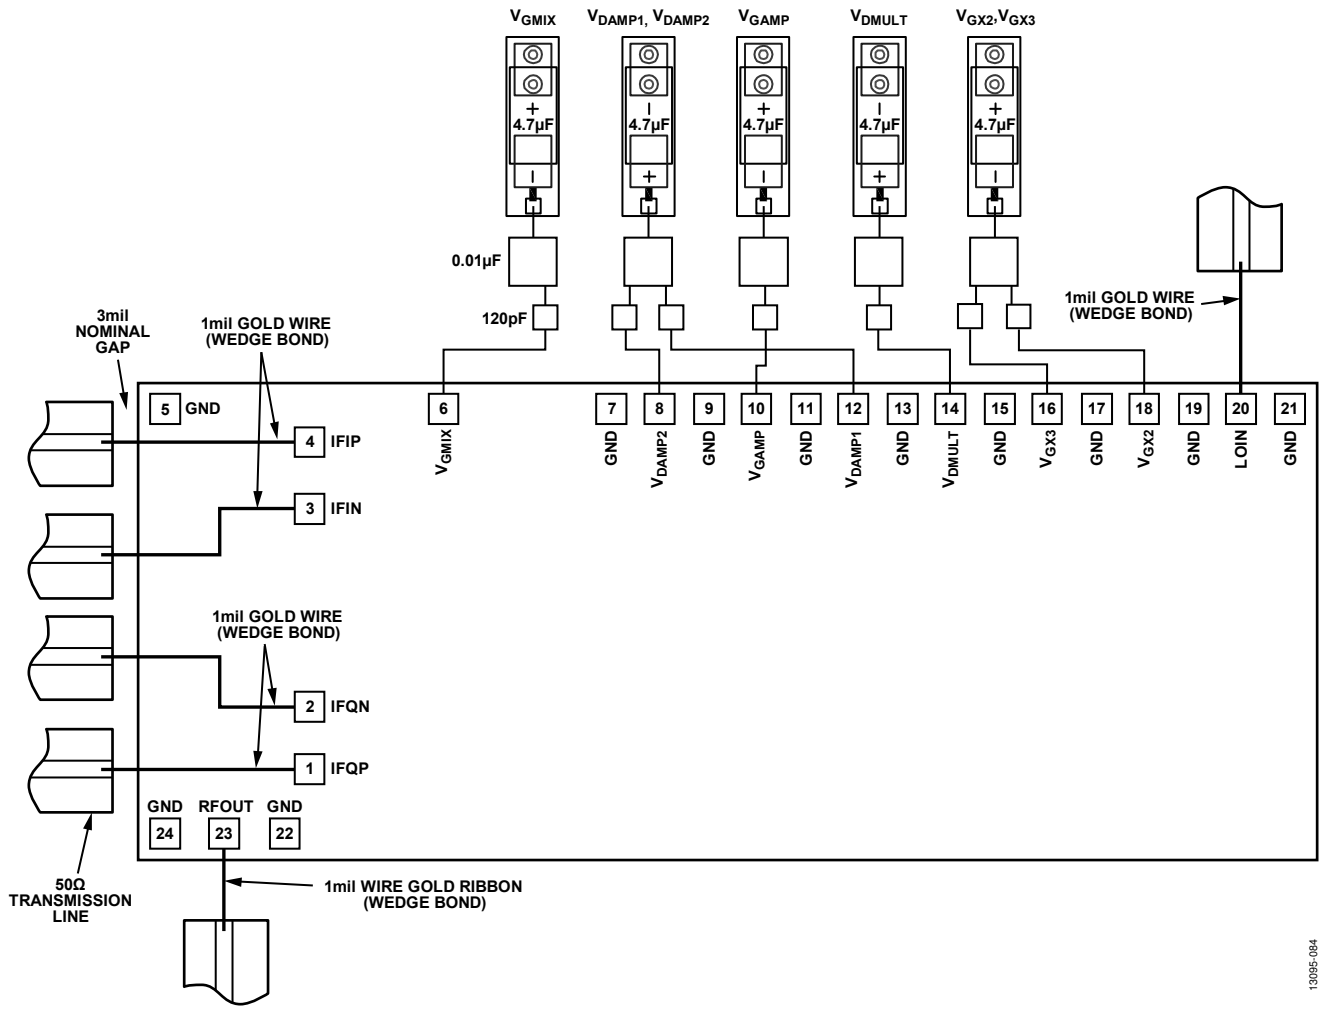 VGMIX
VDAMP1, VDAMP2
VGAMP
VDMULT
VGX2,VGX3
+
4.7µF
–
–
4.7µF
+
+
4.7µF
–
–
4.7µF
+
+
4.7µF
–
0.01µF
120pF
3mil
NOMINAL
GAP
1mil GOLD WIRE
(WEDGE BOND)
1mil GOLD WIRE
(WEDGE BOND)
5 GND
6
VGMIX
7
GND
8
VDAMP2
9
GND
10
VGAMP
11
GND
12
VDAMP1
13
GND
14
VDMULT
15
GND
16
VGX3
17
GND
18
VGX2
19
GND
20
LOIN
21
GND
4 IFIP
3 IFIN
1mil GOLD WIRE
(WEDGE BOND)
2 IFQN
1 IFQP
GND
24
RFOUT
23
GND
22
50Ω
TRANSMISSION
LINE
1mil WIRE GOLD RIBBON
(WEDGE BOND)
13095-084